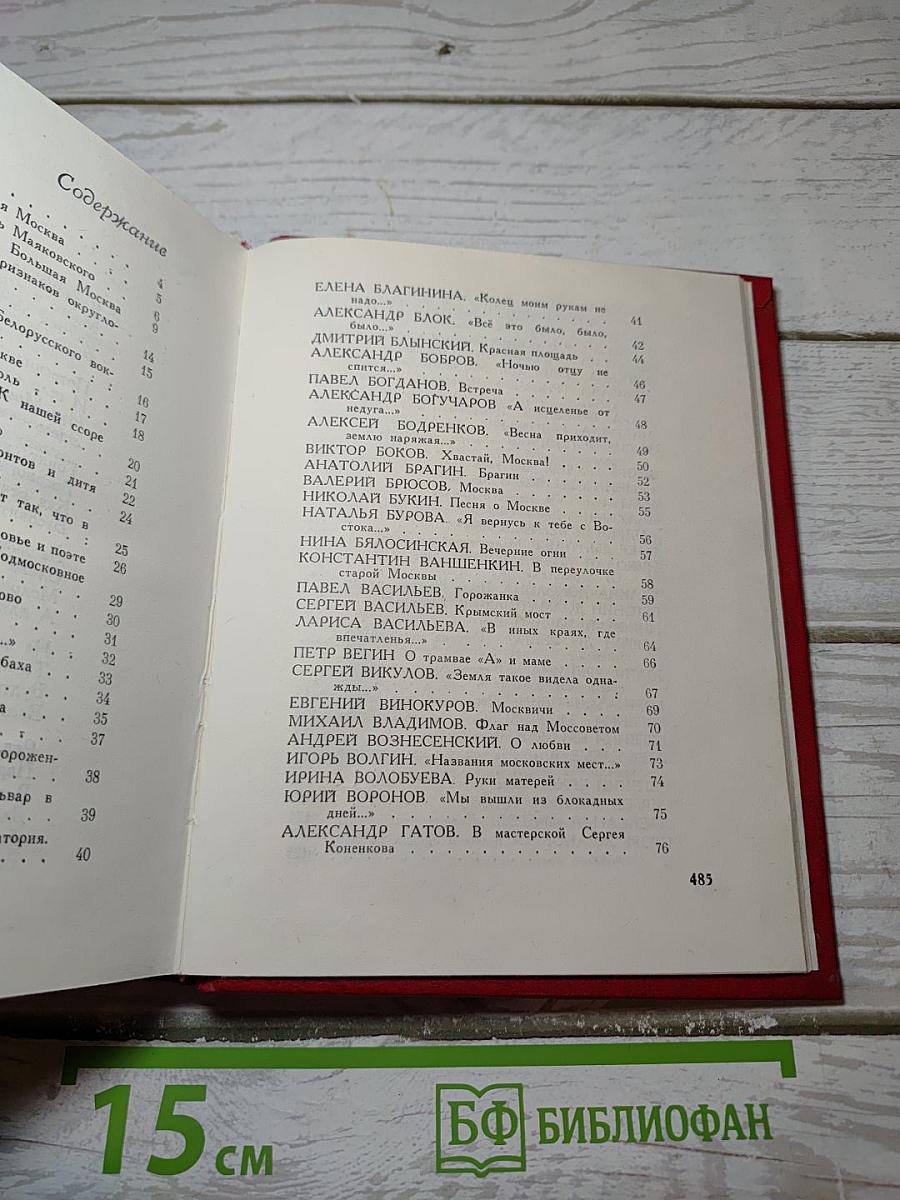 Содержание
я Москва . . .
ь Маяковского . . 4
. . . . 5
Большая Москва 6
ризнаков округло- 9
. . . . 14
Белорусского вок- 15
. . . . 16
кве . . . . 17
оль . . . . 18
К нашей ссоре
. . . . 20
. . . . 21
онтов и дитя 22
. . . . 24
т так, что в
. . . . 25
овье и поэте 26
одмосковное
. . . . 29
ово . . . . 30
. . . . 31
...» . . . . 32
баха . . . . 33
. . . . 34
а . . . . 35
. . . . 37
орожен-
. . . . 38
ьвар в
. . . . 39
атория.
. . . . 40
ЕЛЕНА БЛАГИНИНА. «Колец моим рукам не
надо...» . . . . . . . . . . 41
АЛЕКСАНДР БЛОК. «Всё это было, было,
было...» . . . . . . . . . . 42
ДМИТРИЙ БЛЫНСКИЙ. Красная площадь . . 44
АЛЕКСАНДР БОБРОВ. «Ночью отцу не
спится...» . . . . . . . . . . 46
ПАВЕЛ БОГДАНОВ. Встреча . . . . . 47
АЛЕКСАНДР БОГУЧАРОВ «А исцеленье от
недуга...» . . . . . . . . . . 48
АЛЕКСЕЙ БОДРЕНКОВ. «Весна приходит,
землю наряжая...» . . . . . . . . 49
ВИКТОР БОКОВ. Хвастай, Москва! . . . . 50
АНАТОЛИЙ БРАГИН. Брагин . . . . . 52
ВАЛЕРИЙ БРЮСОВ. Москва . . . . . 53
НИКОЛАЙ БУКИН. Песня о Москве . . . . 55
НАТАЛЬЯ БУРОВА. «Я вернусь к тебе с Во-
стока...» . . . . . . . . . . 56
НИНА БЯЛОСИНСКАЯ. Вечерние огни . . . 57
КОНСТАНТИН ВАНШЕНКИН. В переулочке
старой Москвы . . . . . . . . . 58
ПАВЕЛ ВАСИЛЬЕВ. Горожанка . . . . . 59
СЕРГЕЙ ВАСИЛЬЕВ. Крымский мост . . . . 61
ЛАРИСА ВАСИЛЬЕВА. «В иных краях, где
впечатленья...» . . . . . . . . . 64
ПЕТР ВЕГИН О трамвае «А» и маме . . . . 66
СЕРГЕЙ ВИКУЛОВ. «Земля такое видела одна-
жды...» . . . . . . . . . . . 67
ЕВГЕНИЙ ВИНОКУРОВ. Москвичи . . . . 69
МИХАИЛ ВЛАДИМОВ. Флаг над Моссоветом 70
АНДРЕЙ ВОЗНЕСЕНСКИЙ. О любви . . . 71
ИГОРЬ ВОЛГИН. «Названия московских мест...» 73
ИРИНА ВОЛОБУЕВА. Руки матерей . . . . 74
ЮРИЙ ВОРОНОВ. «Мы вышли из блокадных
дней...» . . . . . . . . . . . 75
АЛЕКСАНДР ГАТОВ. В мастерской Сергея
Коненкова . . . . . . . . . . . 76
485
15 см
БФ БИБЛИОФАН